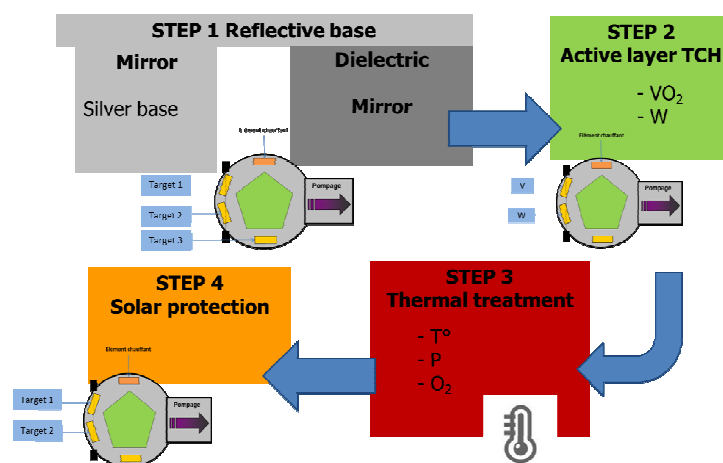 STEP 1 Reflective base
Mirror
Silver base
Dielectric
Mirror
Target 1
Target 2
Target 3
Pompage
STEP 2
Active layer TCH
- VO₂
- W
Elément chauffant
V
W
Pompage
STEP 3
Thermal treatment
- T°
- P
- O₂
STEP 4
Solar protection
Elément chauffant
Target 1
Target 2
Pompage